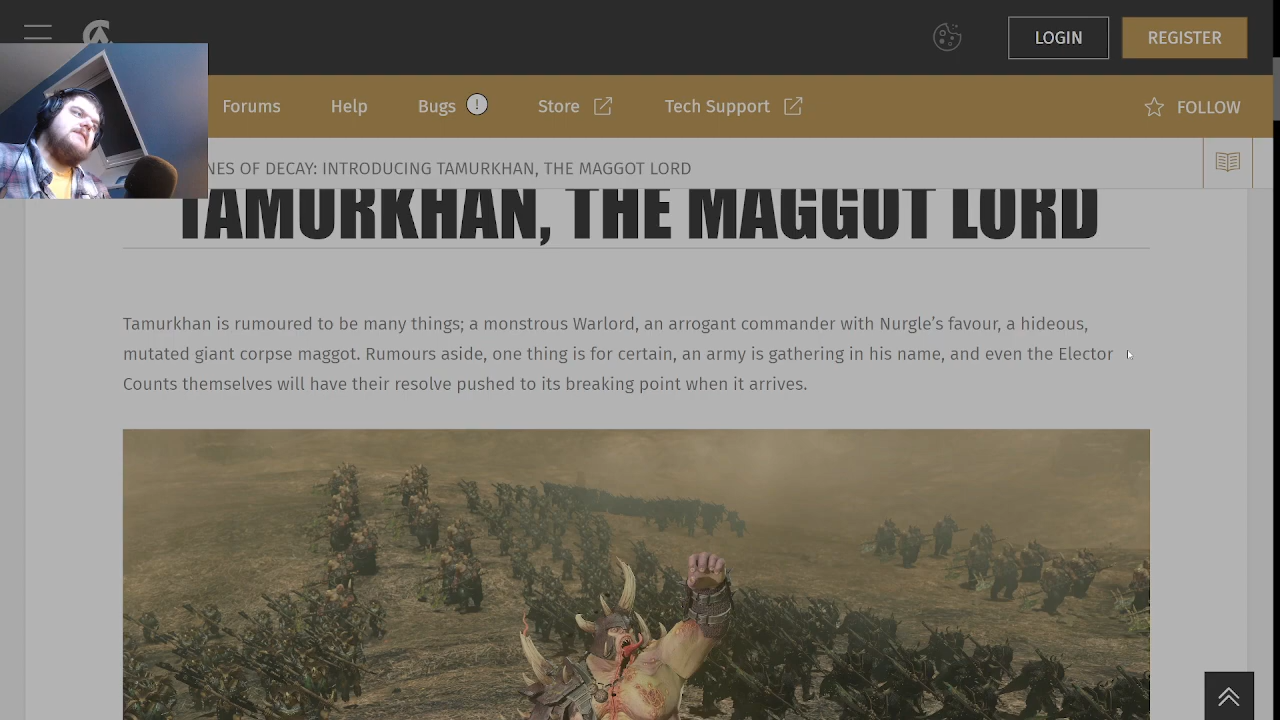 LOGIN
REGISTER
Forums
Help
Bugs !
Store
Tech Support
FOLLOW
NES OF DECAY: INTRODUCING TAMURKHAN, THE MAGGOT LORD
TAMURKHAN, THE MAGGOT LORD
Tamurkhan is rumoured to be many things; a monstrous Warlord, an arrogant commander with Nurgle’s favour, a hideous,
mutated giant corpse maggot. Rumours aside, one thing is for certain, an army is gathering in his name, and even the Elector
Counts themselves will have their resolve pushed to its breaking point when it arrives.